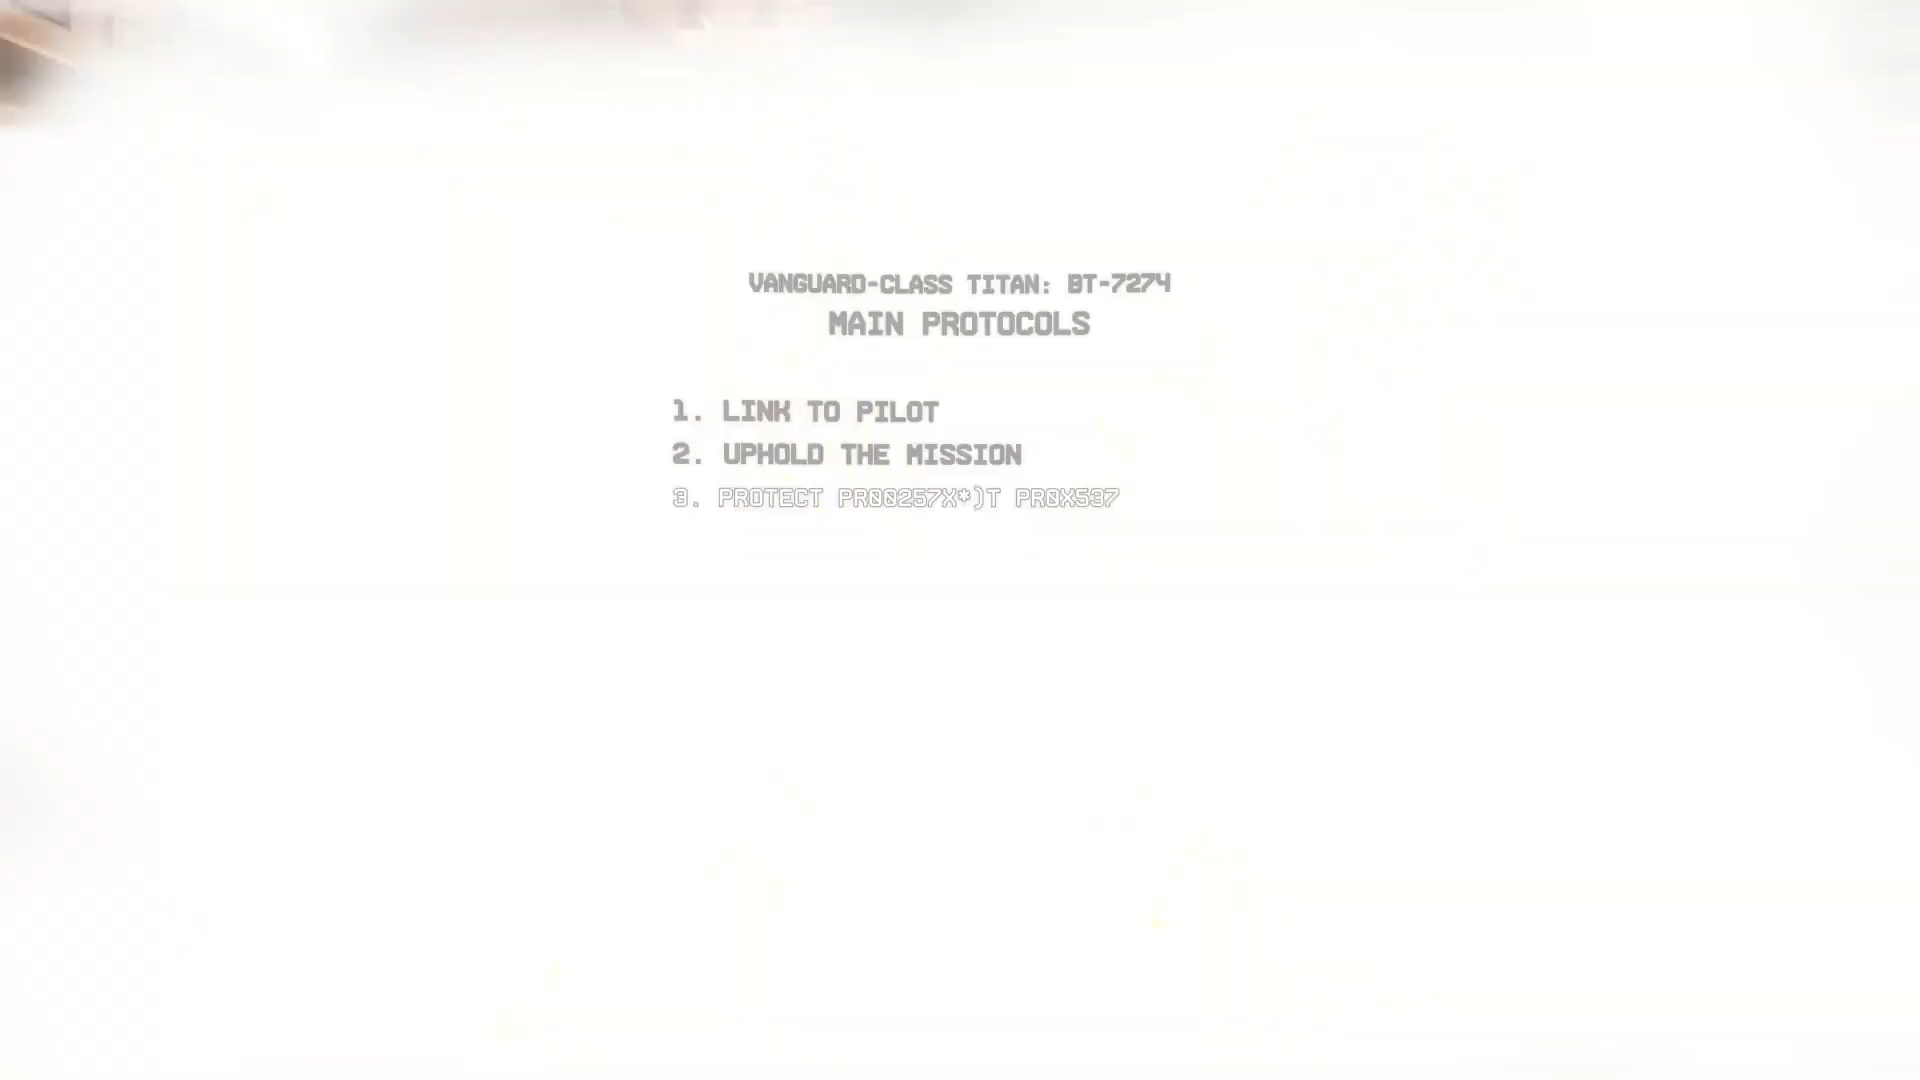 VANGUARD-CLASS TITAN: BT-7274
MAIN PROTOCOLS
1. LINK TO PILOT
2. UPHOLD THE MISSION
3. PROTECT PR00257X*)T PR0X537